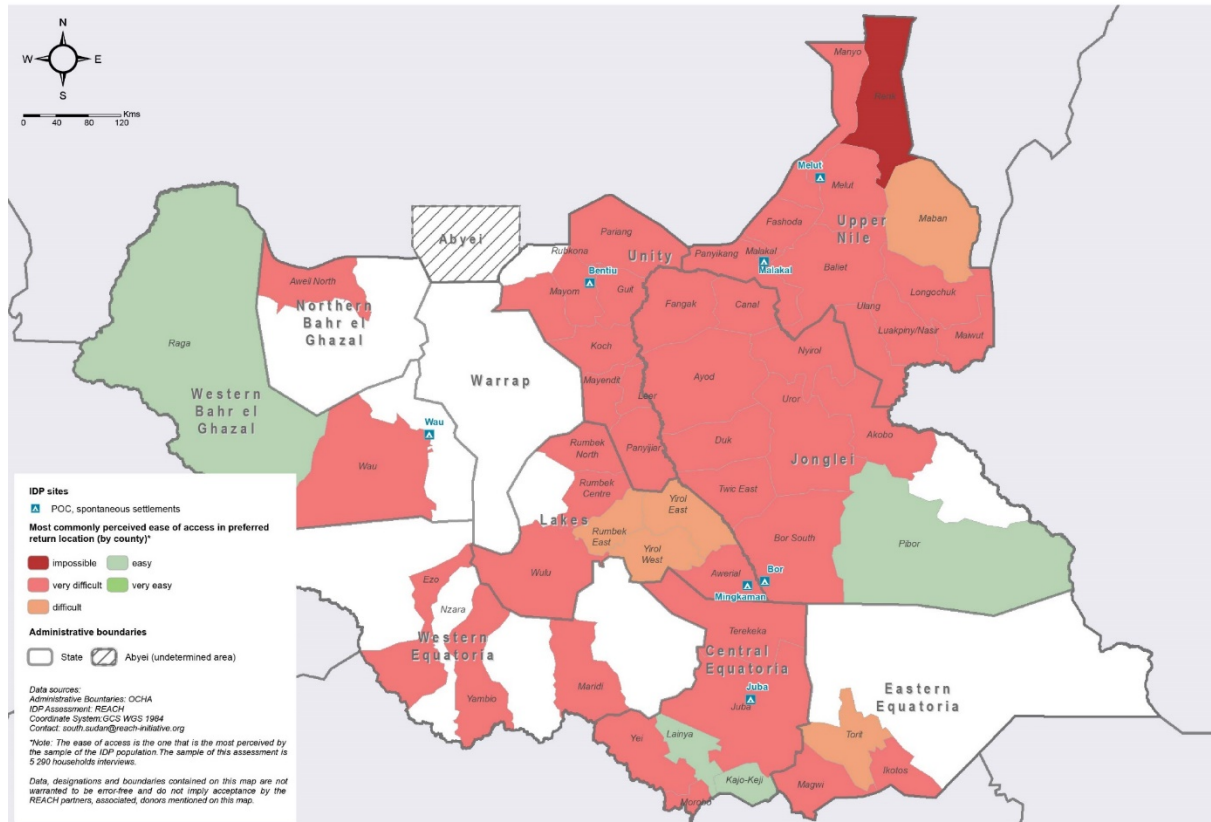 N
W
E
S
Kms
0 20 40 80 120
Manyo
Renk
Melut
Melut
Maban
Fashoda
Upper
Nile
Abyei
Pariang
Rubkona
Unity
Panyikang
Malakal
Malakal
Baliet
Bentiu
Aweil North
Mayom
Guit
Fangak
Canal
Longochuk
Ulang
Northern
Bahr el
Ghazal
Luakpiny/Nasir
Maiwut
Raga
Koch
Nyirol
Warrap
Mayendit
Ayod
Leer
Uror
Western
Bahr el
Ghazal
Wau
Akobo
Rumbek
North
Panyijiar
Duk
Jonglei
Wau
Rumbek
Centre
Twic East
Yirol
East
Lakes
Rumbek
East
Yirol
West
Bor South
Pibor
Wulu
Awerial
Bor
Mingkaman
Ezo
Nzara
Terekeka
Western
Equatoria
Central
Equatoria
Yambio
Maridi
Juba
Juba
Eastern
Equatoria
Yei
Lainya
Torit
Kajo-Keji
Magwi
Ikotos
Morobo
IDP sites
POC, spontaneous settlements
Most commonly perceived ease of access in preferred
return location (by county)*
impossible
easy
very difficult
very easy
difficult
Administrative boundaries
State
Abyei (undetermined area)
Data sources:
Administrative Boundaries: OCHA
IDP Assessment: REACH
Coordinate System:GCS WGS 1984
Contact: south.sudan@reach-initiative.org
*Note: The ease of access is the one that is the most perceived by
the sample of the IDP population.The sample of this assessment is
5 290 households interviews.
Data, designations and boundaries contained on this map are not
warranted to be error-free and do not imply acceptance by the
REACH partners, associated, donors mentioned on this map.